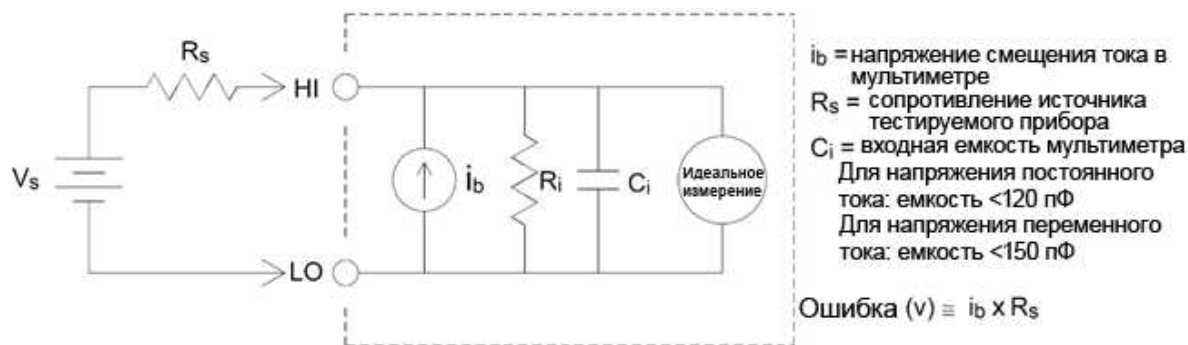 Rs
HI
Vs
ib
Ri
Ci
Идеальное
измерение
LO
ib = напряжение смещения тока в
мультиметре
Rs = сопротивление источника
тестируемого прибора
Ci = входная емкость мультиметра
Для напряжения постоянного
тока: емкость <120 пФ
Для напряжения переменного
тока: емкость <150 пФ
Ошибка (v) ≅ ib x Rs